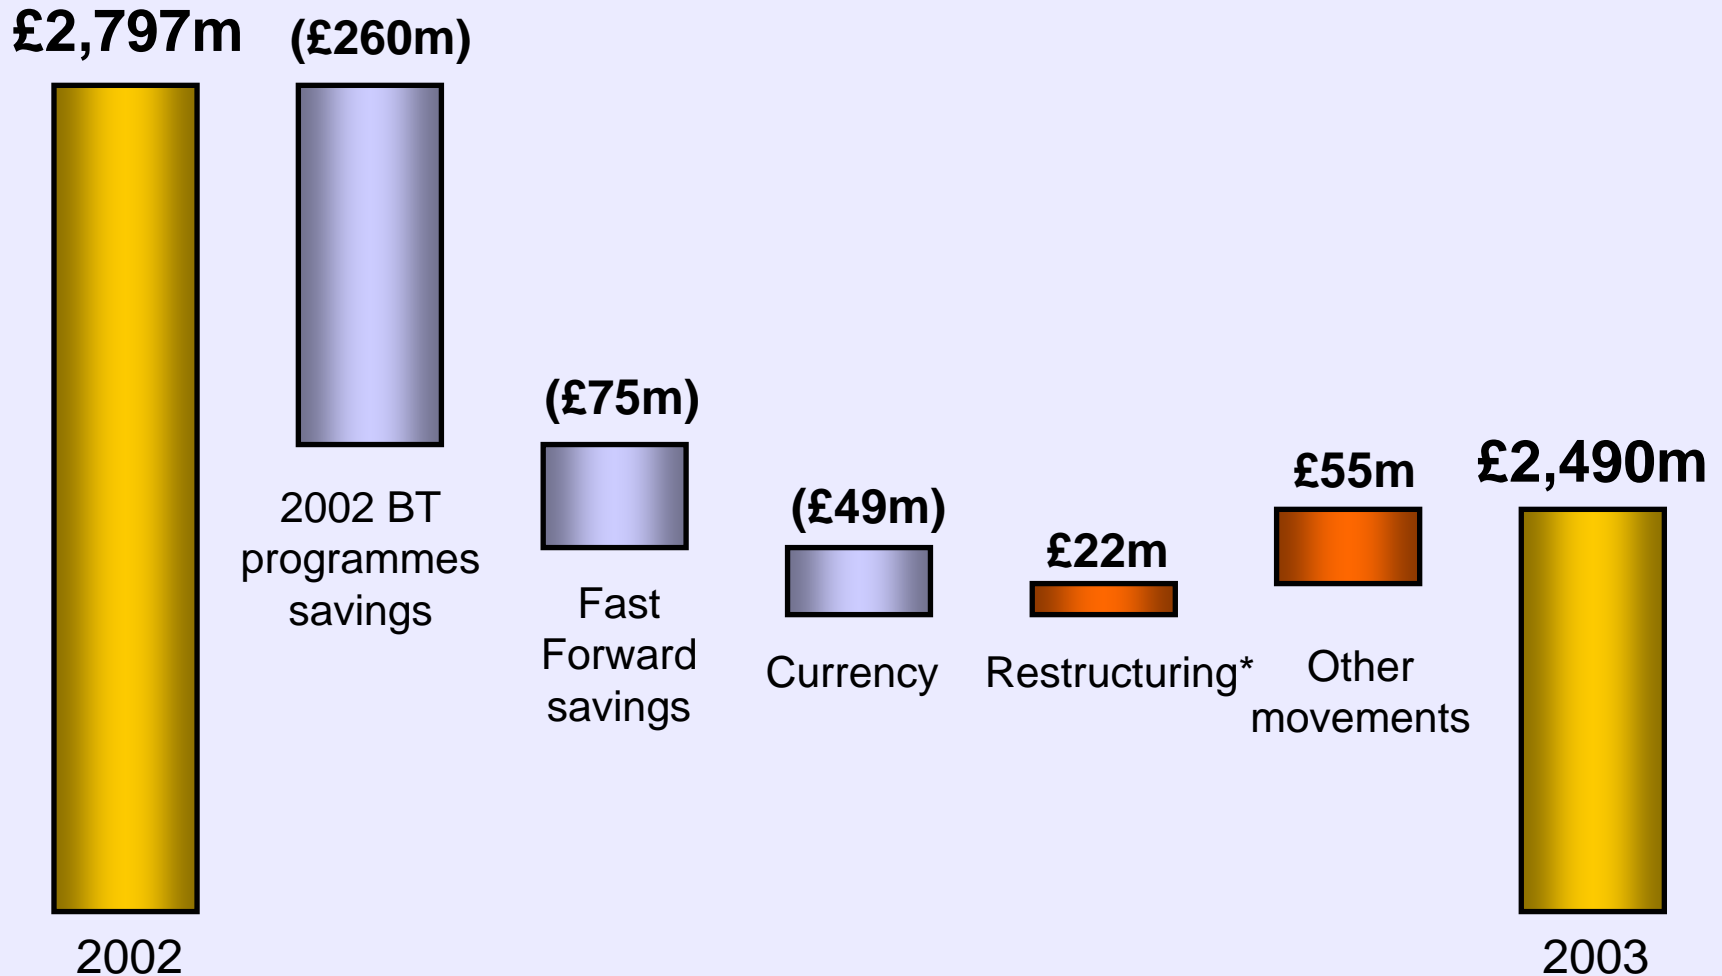 £2,797m
(£260m)
2002 BT
programmes
savings
(£75m)
Fast
Forward
savings
(£49m)
Currency
£22m
Restructuring*
£55m
Other
movements
£2,490m
2002
2003